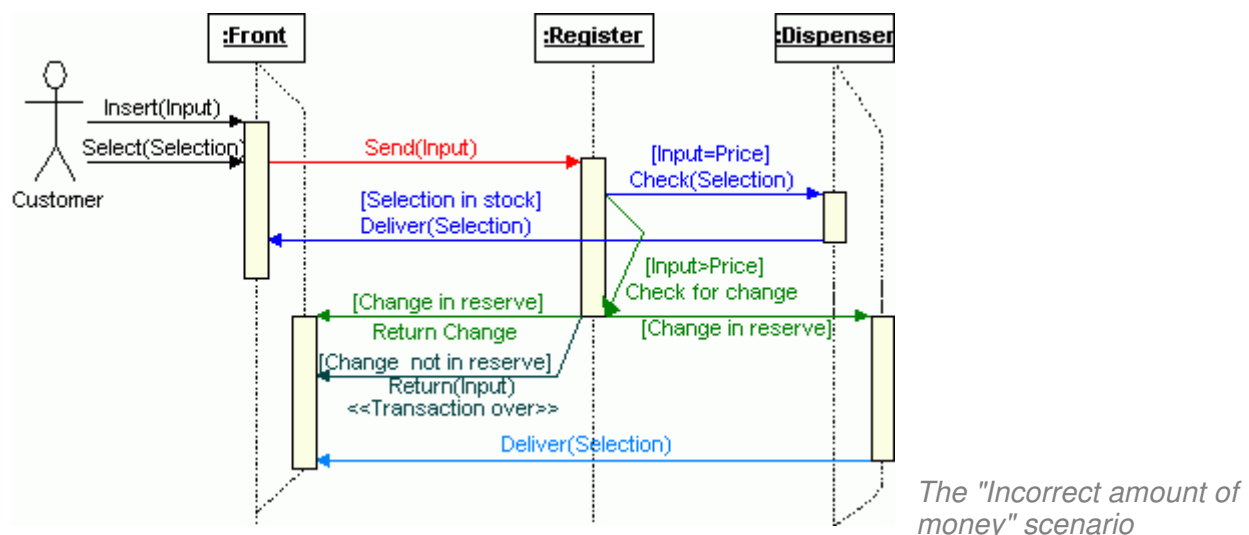 :Front
:Register
:Dispenser
Insert(Input)
Select(Selection)
Customer
Send(Input)
[Input=Price]
Check(Selection)
[Selection in stock]
Deliver(Selection)
[Input>Price]
Check for change
[Change in reserve]
Return Change
[Change in reserve]
[Change not in reserve]
Return(Input)
<<Transaction over>>
Deliver(Selection)
The "Incorrect amount of
money" scenario